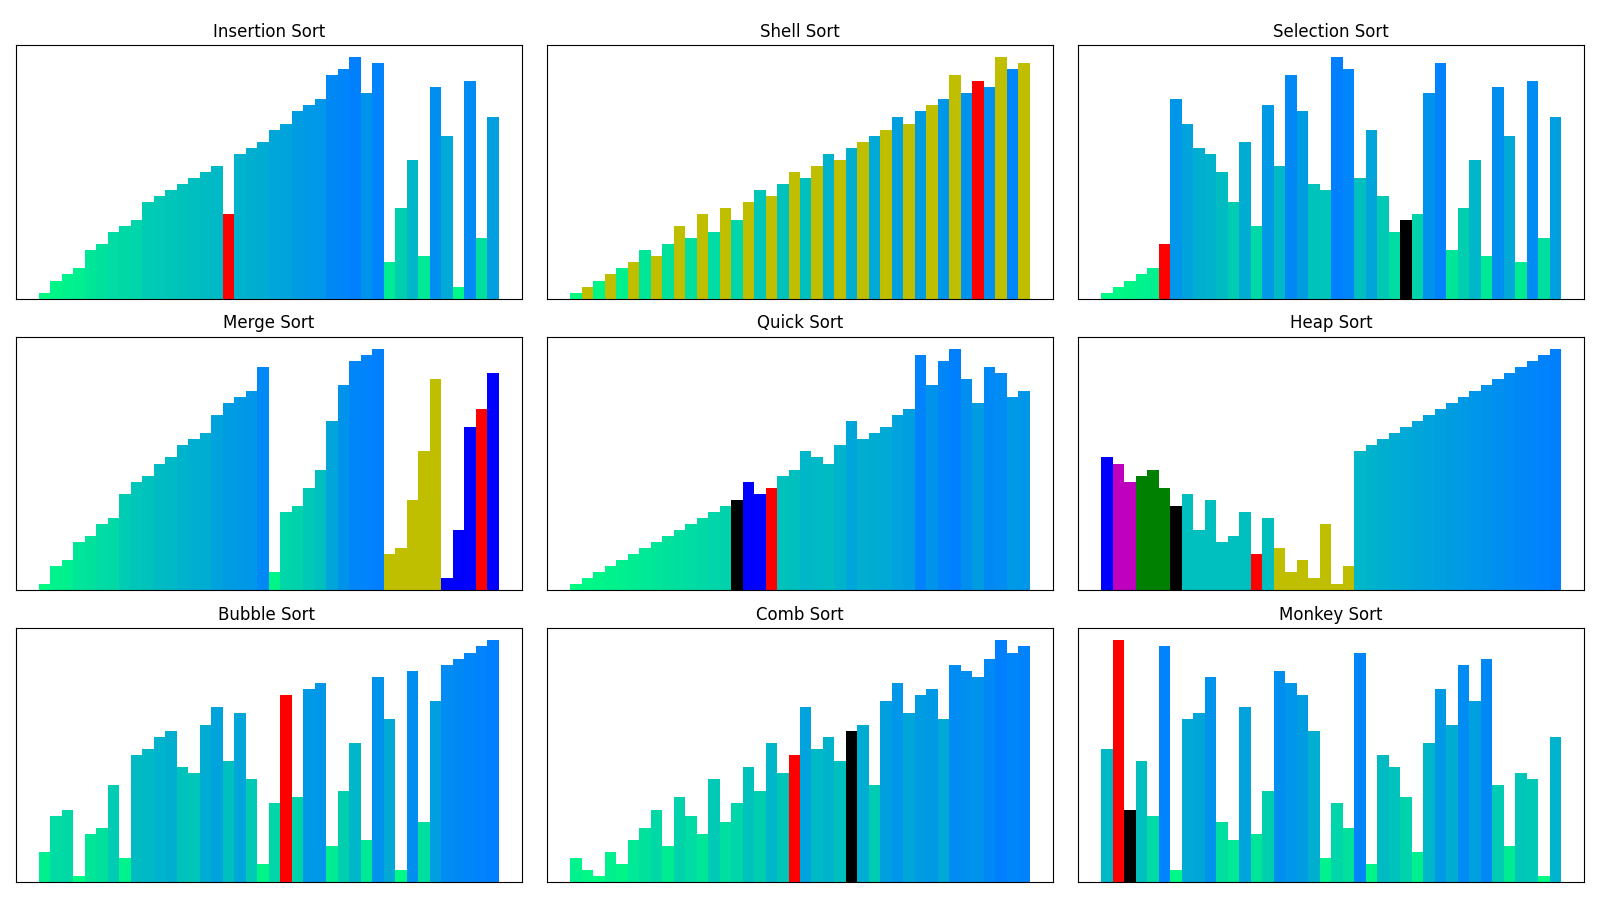 Insertion Sort
Shell Sort
Selection Sort
Merge Sort
Quick Sort
Heap Sort
Bubble Sort
Comb Sort
Monkey Sort